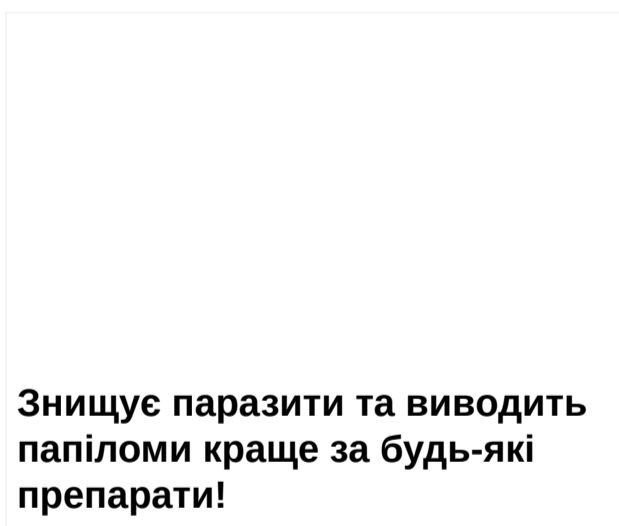 Знищує паразити та виводить
папіломи краще за будь-які
препарати!